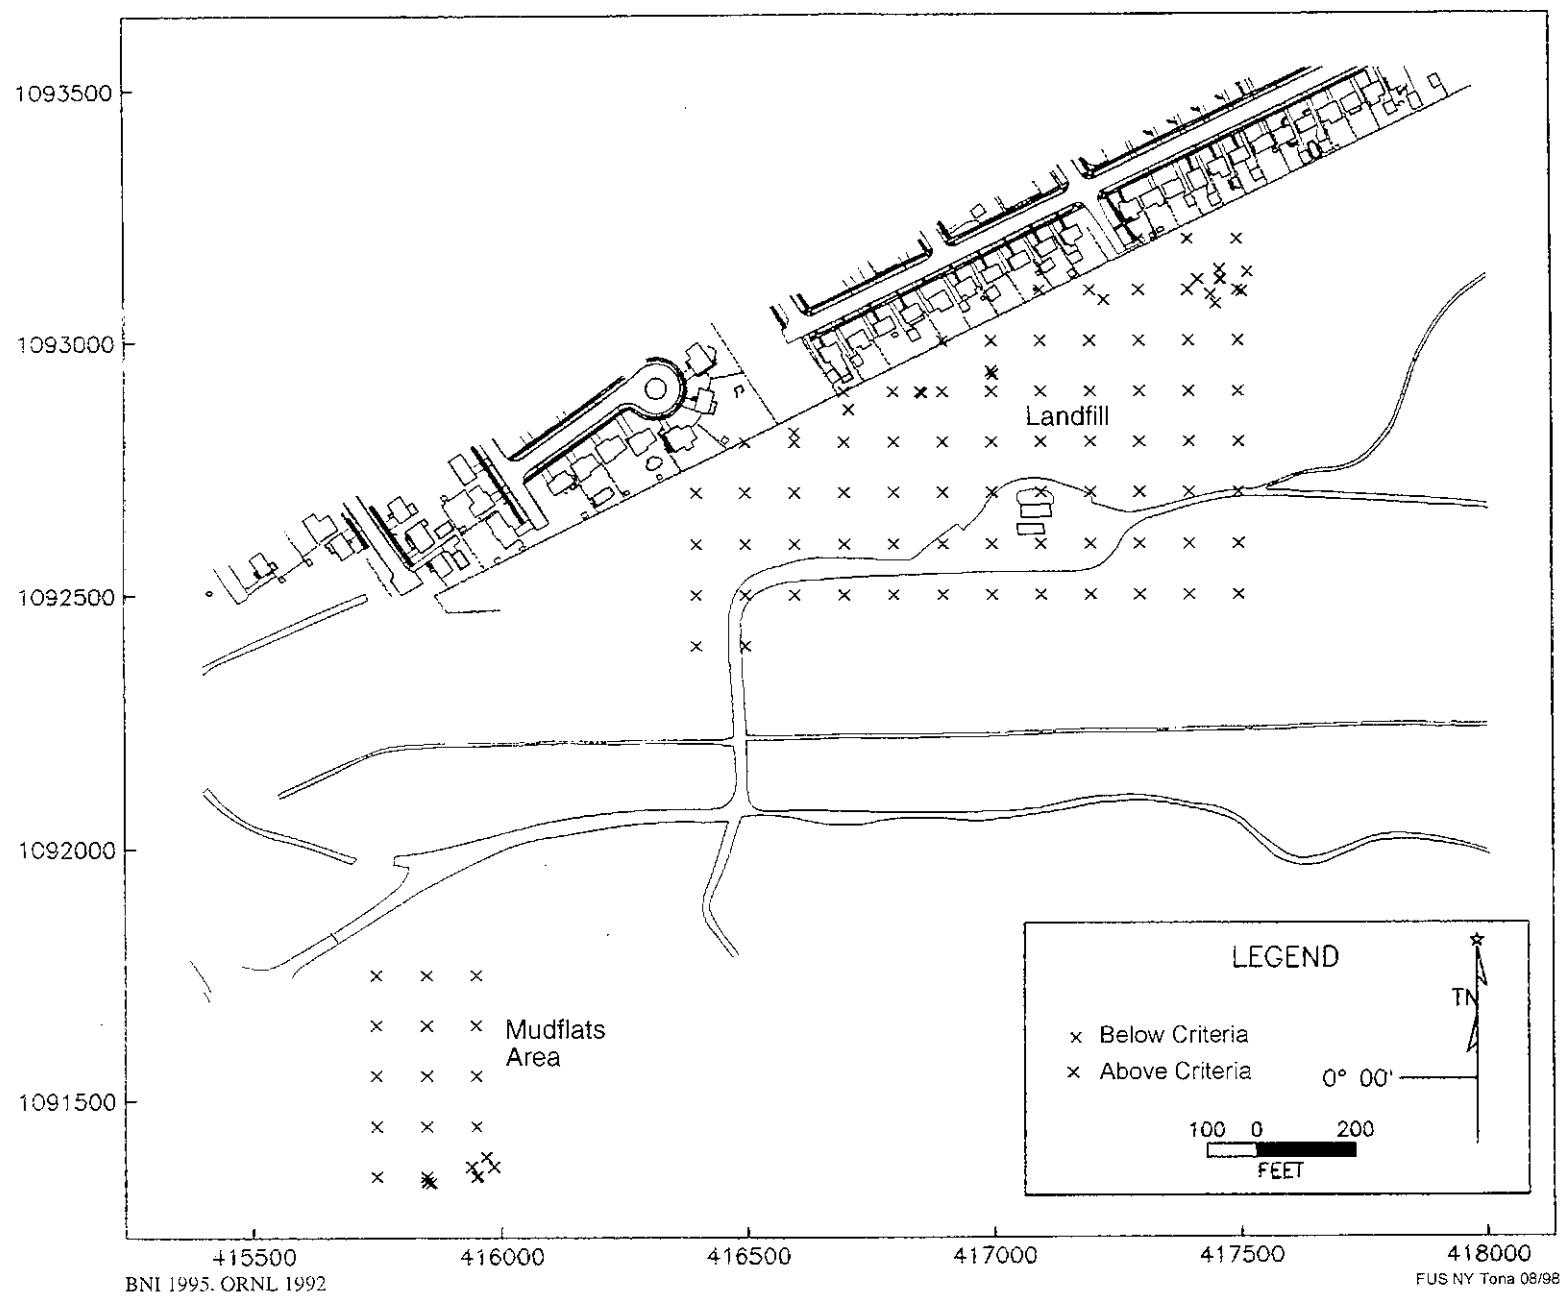 1093500
1093000
1092500
1092000
1091500
Landfill
Mudflats
Area
LEGEND
TN
× Below Criteria
× Above Criteria
0° 00'
100 0 200
FEET
415500 416000 416500 417000 417500 418000
BNI 1995. ORNL 1992
FUS NY Tona 08/98